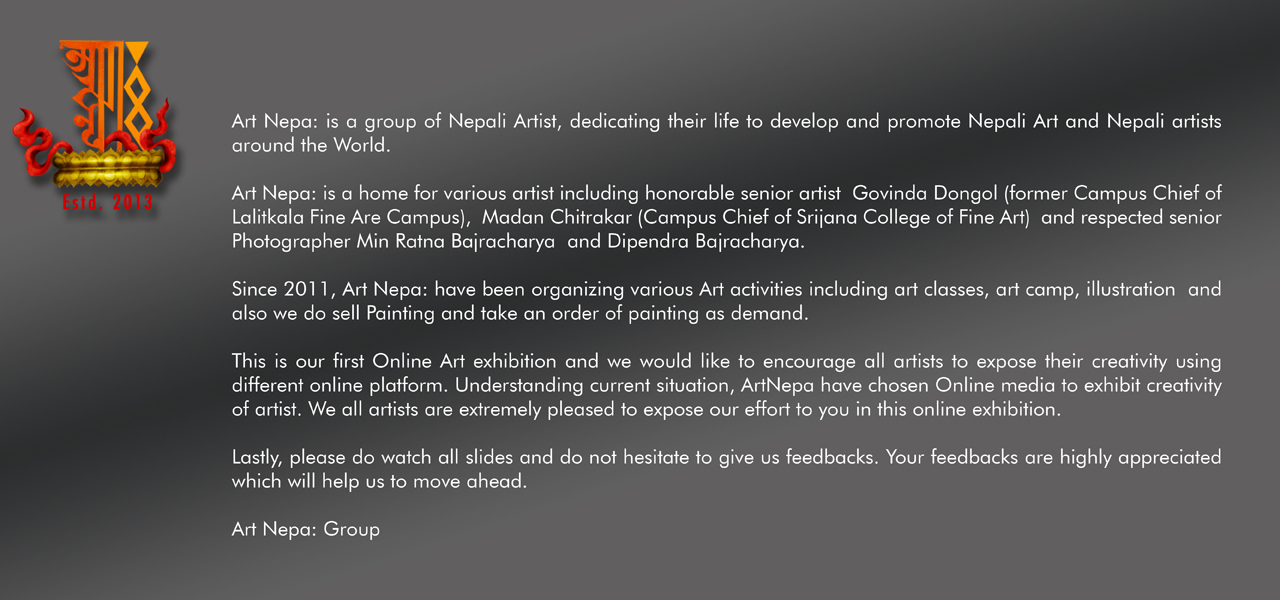 Estd. 2013
Art Nepa: is a group of Nepali Artist, dedicating their life to develop and promote Nepali Art and Nepali artists
around the World.
Art Nepa: is a home for various artist including honorable senior artist Govinda Dongol (former Campus Chief of
Lalitkala Fine Are Campus), Madan Chitrakar (Campus Chief of Srijana College of Fine Art) and respected senior
Photographer Min Ratna Bajracharya and Dipendra Bajracharya.
Since 2011, Art Nepa: have been organizing various Art activities including art classes, art camp, illustration and
also we do sell Painting and take an order of painting as demand.
This is our first Online Art exhibition and we would like to encourage all artists to expose their creativity using
different online platform. Understanding current situation, ArtNepa have chosen Online media to exhibit creativity
of artist. We all artists are extremely pleased to expose our effort to you in this online exhibition.
Lastly, please do watch all slides and do not hesitate to give us feedbacks. Your feedbacks are highly appreciated
which will help us to move ahead.
Art Nepa: Group